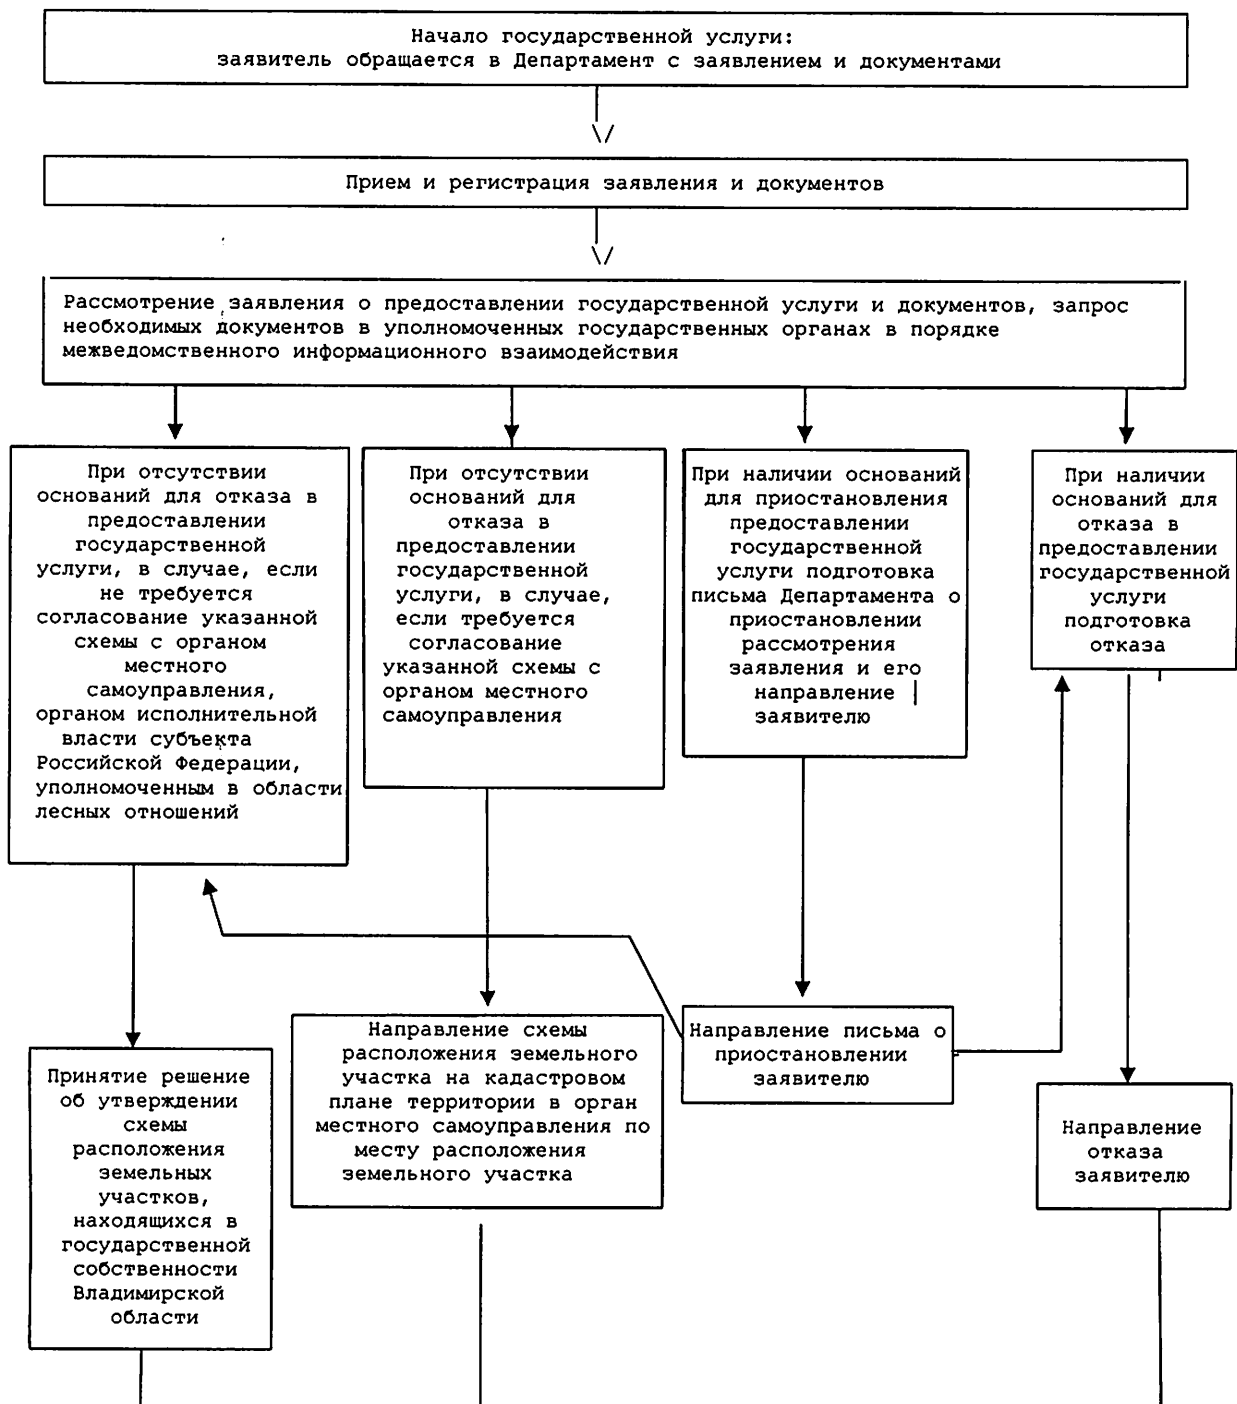 Начало государственной услуги:
заявитель обращается в Департамент с заявлением и документами
Прием и регистрация заявления и документов
Рассмотрение заявления о предоставлении государственной услуги и документов, запрос
необходимых документов в уполномоченных государственных органах в порядке
межведомственного информационного взаимодействия
При отсутствии
оснований для отказа в
предоставлении
государственной
услуги, в случае, если
не требуется
согласование указанной
схемы с органом
местного
самоуправления,
органом исполнительной
власти субъекта
Российской Федерации,
уполномоченным в области
лесных отношений
При отсутствии
оснований для
отказа в
предоставлении
государственной
услуги, в случае,
если требуется
согласование
указанной схемы с
органом местного
самоуправления
При наличии оснований
для приостановления
предоставлении
государственной
услуги подготовка
письма Департамента о
приостановлении
рассмотрения
заявления и его
направление
заявителю
При наличии
оснований для
отказа в
предоставлении
государственной
услуги
подготовка
отказа
Принятие решение
об утверждении
схемы
расположения
земельных
участков,
находящихся в
государственной
собственности
Владимирской
области
Направление схемы
расположения земельного
участка на кадастровом
плане территории в орган
местного самоуправления по
месту расположения
земельного участка
Направление письма о
приостановлении
заявителю
Направление
отказа
заявителю